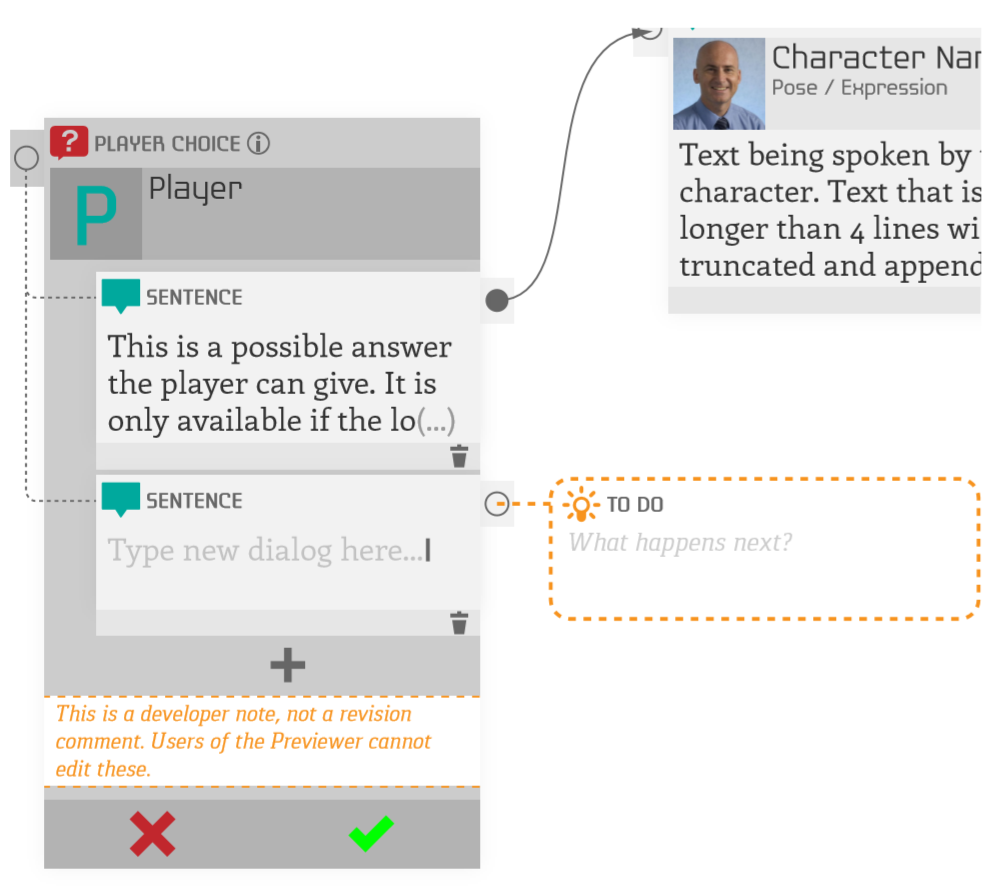 ? PLAYER CHOICE i
P Player
SENTENCE
This is a possible answer
the player can give. It is
only available if the lo(...)
SENTENCE
Type new dialog here...
This is a developer note, not a revision
comment. Users of the Previewer cannot
edit these.
Character
Pose / Expression
Text being spoken by
character. Text that is
longer than 4 lines
truncated and
TO DO
What happens next?